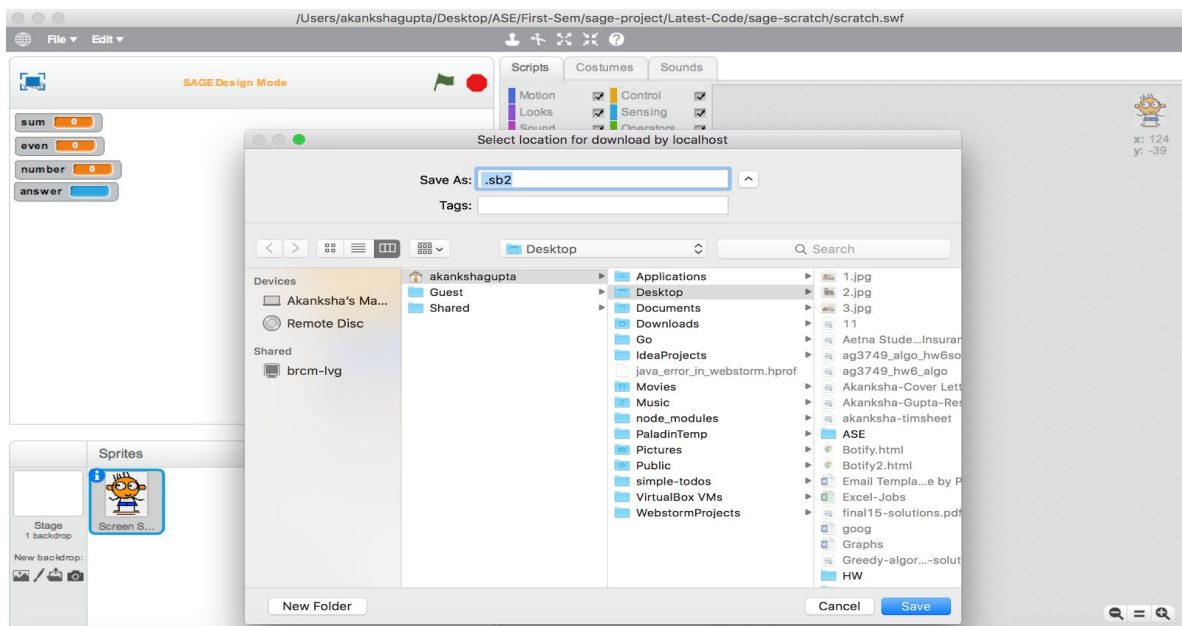 /Users/akankshagupta/Desktop/ASE/First-Sem/sage-project/Latest-Code/sage-scratch/scratch.swf
File Edit
SAGE Design Mode
Scripts Costumes Sounds
Motion Control
Looks Sensing
Sound Operators
x: 124
y: -39
sum 0
even 0
number 0
answer
Select location for download by localhost
Save As: .sb2
Tags:
Desktop
Search
Devices
Akanksha's Ma...
Remote Disc
Shared
brcm-lvg
akankshagupta
Guest
Shared
Applications
Desktop
Documents
Downloads
Go
IdeaProjects
java_error_in_webstorm.hprof
Movies
Music
node_modules
PaladinTemp
Pictures
Public
simple-todos
VirtualBox VMs
WebstormProjects
1.jpg
2.jpg
3.jpg
11
Aetna Stude...Insurar
ag3749_algo_hw6so
ag3749_hw6_algo
Akanksha-Cover Lett
Akanksha-Gupta-Res
akanksha-timsheet
ASE
Botify.html
Botify2.html
Email Templa...e by P
Excel-Jobs
final15-solutions.pdf
goog
Graphs
Greedy-algor...-solut
HW
New Folder
Cancel Save
Sprites
Stage
1 backdrop
Screen S...
New backdrop: